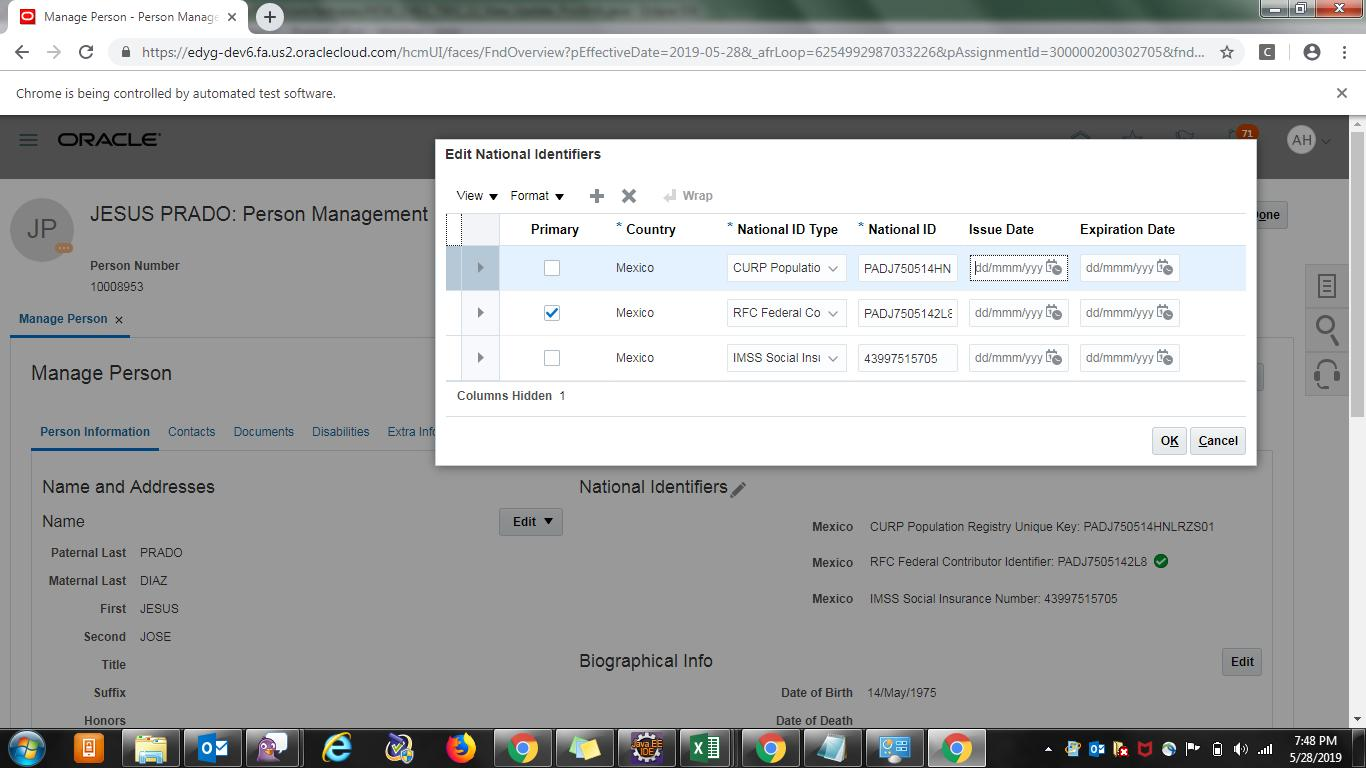 Manage Person - Person Manage
https://edyg-dev6.fa.us2.oraclecloud.com/hcmUI/faces/FndOverview?pEffectiveDate=2019-05-28&_afrLoop=6254992987033226&pAssignmentId=300000200302705&fnd...
C
Chrome is being controlled by automated test software.
ORACLE
71
AH
Edit National Identifiers
View Format Wrap
Primary * Country * National ID Type * National ID Issue Date Expiration Date
Mexico CURP Populatio PADJ750514HN dd/mmm/yyy dd/mmm/yyy
Mexico RFC Federal Co PADJ7505142L8 dd/mmm/yyy dd/mmm/yyy
Mexico IMSS Social Insu 43997515705 dd/mmm/yyy dd/mmm/yyy
Columns Hidden 1
OK Cancel
JP
JESUS PRADO: Person Management
one
Person Number
10008953
Manage Person
Manage Person
Person Information Contacts Documents Disabilities Extra Info
Name and Addresses
Name
Edit
Paternal Last PRADO
Maternal Last DIAZ
First JESUS
Second JOSE
Title
Suffix
Honors
National Identifiers
Mexico CURP Population Registry Unique Key: PADJ750514HNLRZS01
Mexico RFC Federal Contributor Identifier: PADJ7505142L8
Mexico IMSS Social Insurance Number: 43997515705
Biographical Info
Edit
Date of Birth 14/May/1975
Date of Death
Java EE
IDE
7:48 PM
5/28/2019